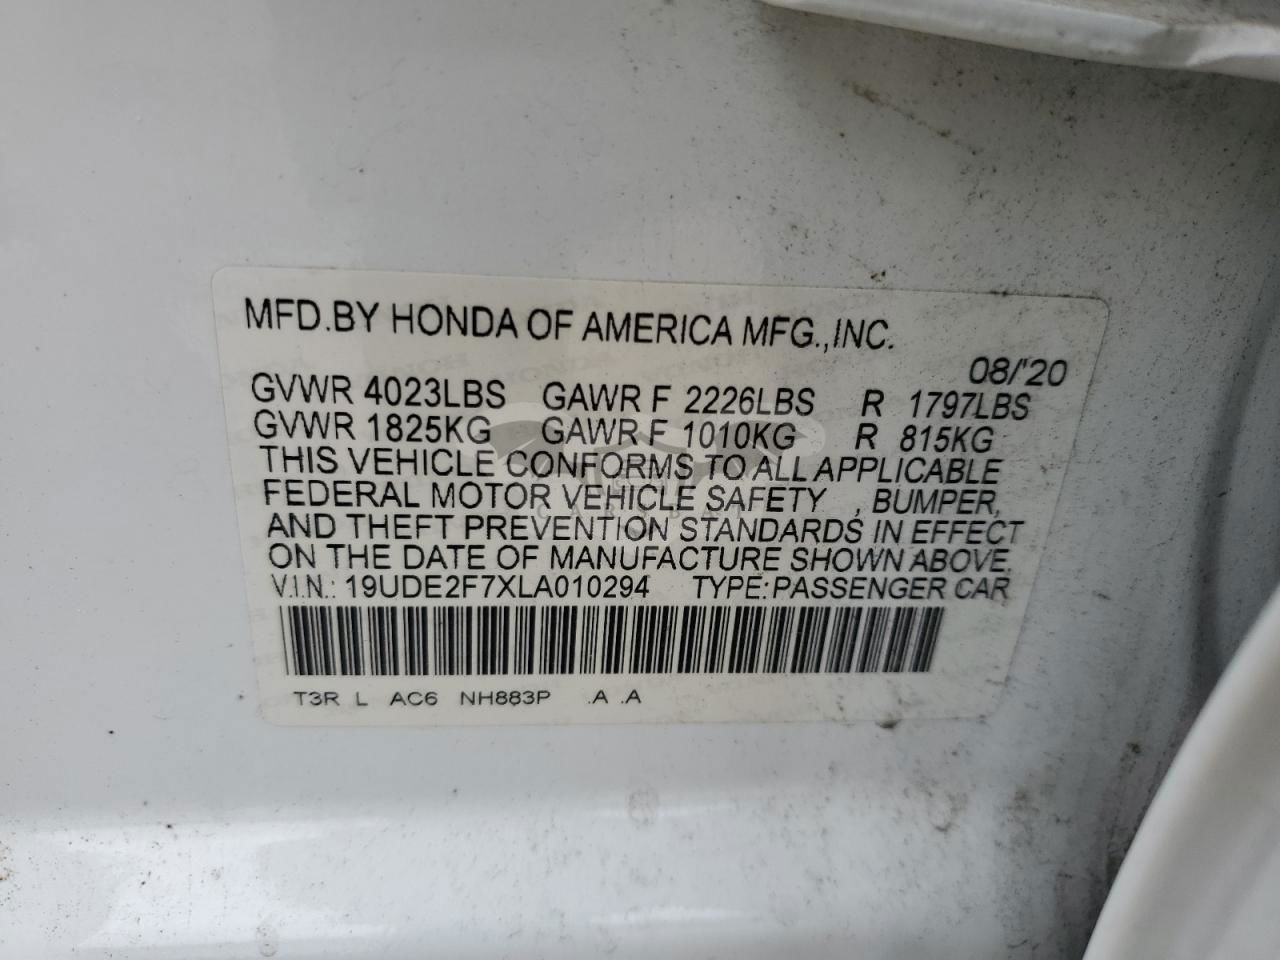 MFD.BY HONDA OF AMERICA MFG.,INC.
08/'20
GVWR 4023LBS GAWR F 2226LBS R 1797LBS
GVWR 1825KG GAWR F 1010KG R 815KG
THIS VEHICLE CONFORMS TO ALL APPLICABLE
FEDERAL MOTOR VEHICLE SAFETY , BUMPER,
AND THEFT PREVENTION STANDARDS IN EFFECT
ON THE DATE OF MANUFACTURE SHOWN ABOVE.
V.I.N.: 19UDE2F7XLA010294 TYPE:PASSENGER CAR
T3R L AC6 NH883P .A .A